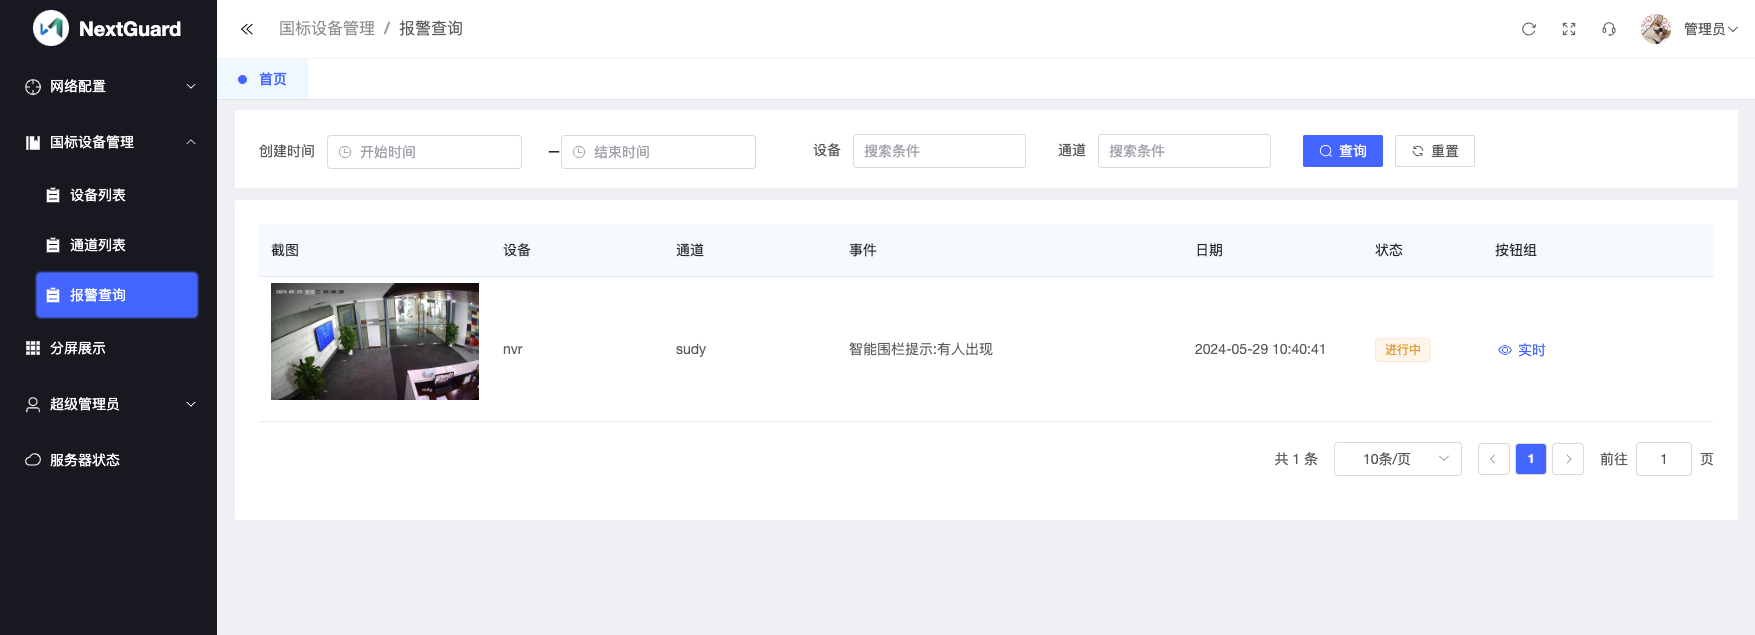 NextGuard
国标设备管理 / 报警查询
管理员
网络配置
首页
国标设备管理
设备列表
通道列表
报警查询
分屏展示
超级管理员
服务器状态
创建时间 开始时间 – 结束时间 设备 搜索条件 通道 搜索条件 查询 重置
截图 设备 通道 事件 日期 状态 按钮组
nvr sudy 智能围栏提示:有人出现 2024-05-29 10:40:41 进行中 实时
共 1 条 10条/页 1 前往 1 页